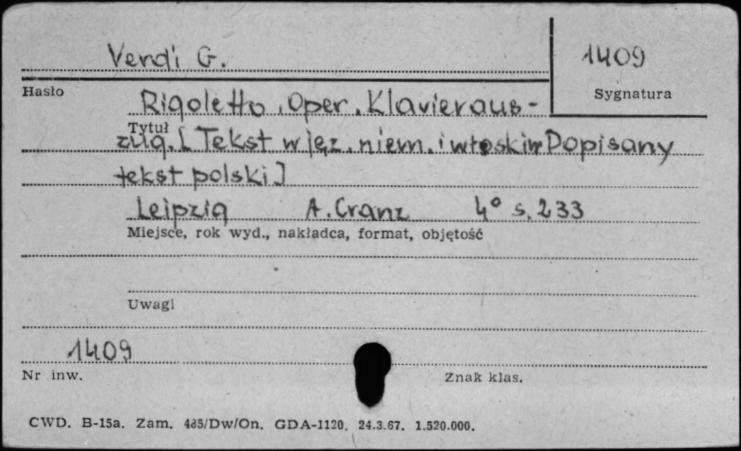 Verdi G.
1409
Hasło
Sygnatura
Rigoletto. Oper. Klavieraus-
Tytuł
zug. [Tekst w jęz. niem. i włoskim Dopisany
tekst polski]
Leipzig A. Cranz 4° s. 233
Miejsce, rok wyd., nakładca, format, objętość
Uwagi
1409
Nr inw.
Znak klas.
CWD. B-15a. Zam. 485/Dw/On. GDA-1120. 24.3.67. 1.520.000.